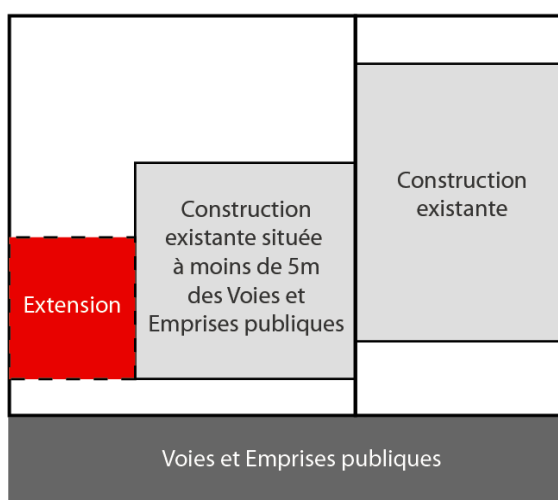 Construction
existante
Construction
existante située
à moins de 5m
des Voies et
Emprises publiques
Extension
Voies et Emprises publiques